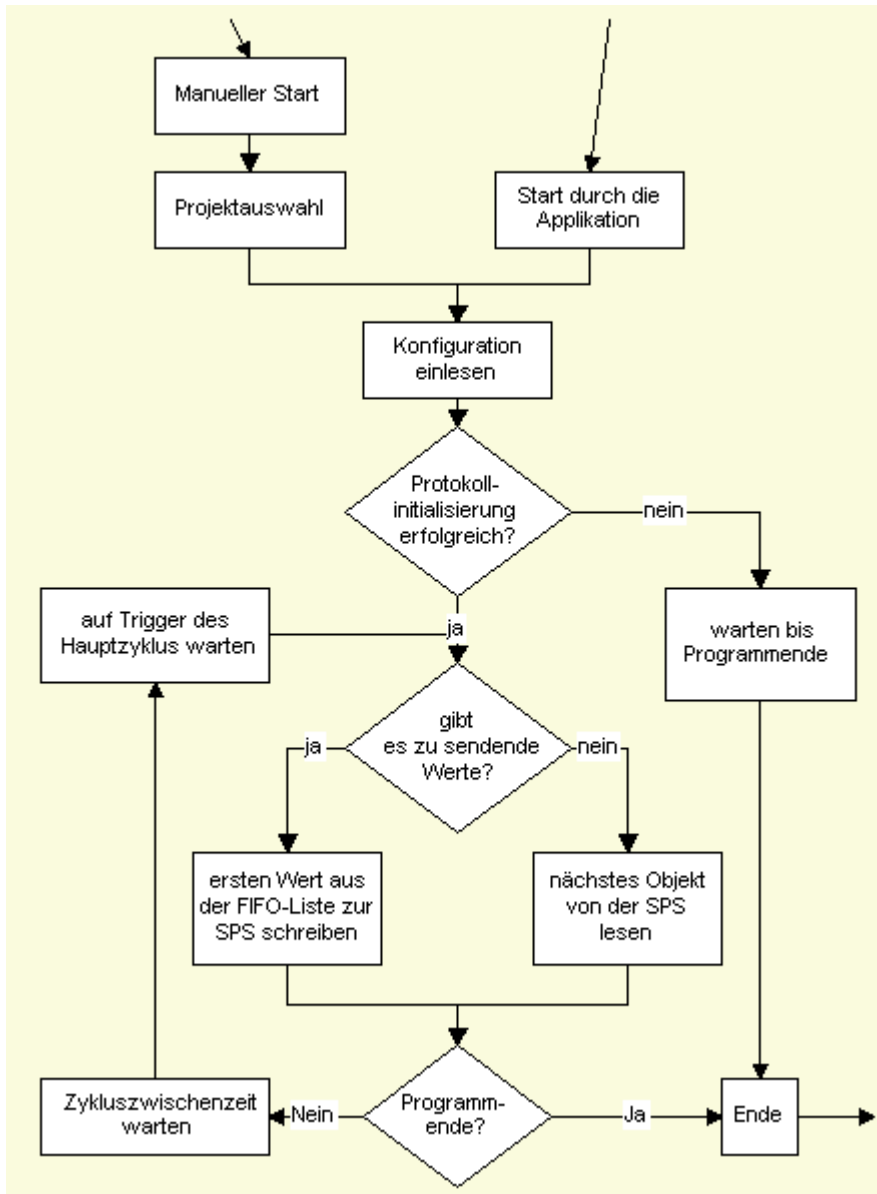 Manueller Start
Projektauswahl
Start durch die
Applikation
Konfiguration
einlesen
Protokoll-
initialisierung
erfolgreich?
nein
ja
auf Trigger des
Hauptzyklus warten
warten bis
Programmende
gibt
es zu sendende
Werte?
ja
nein
ersten Wert aus
der FIFO-Liste zur
SPS schreiben
nächstes Objekt
von der SPS
lesen
Programm-
ende?
Nein
Ja
Zykluszwischenzeit
warten
Ende